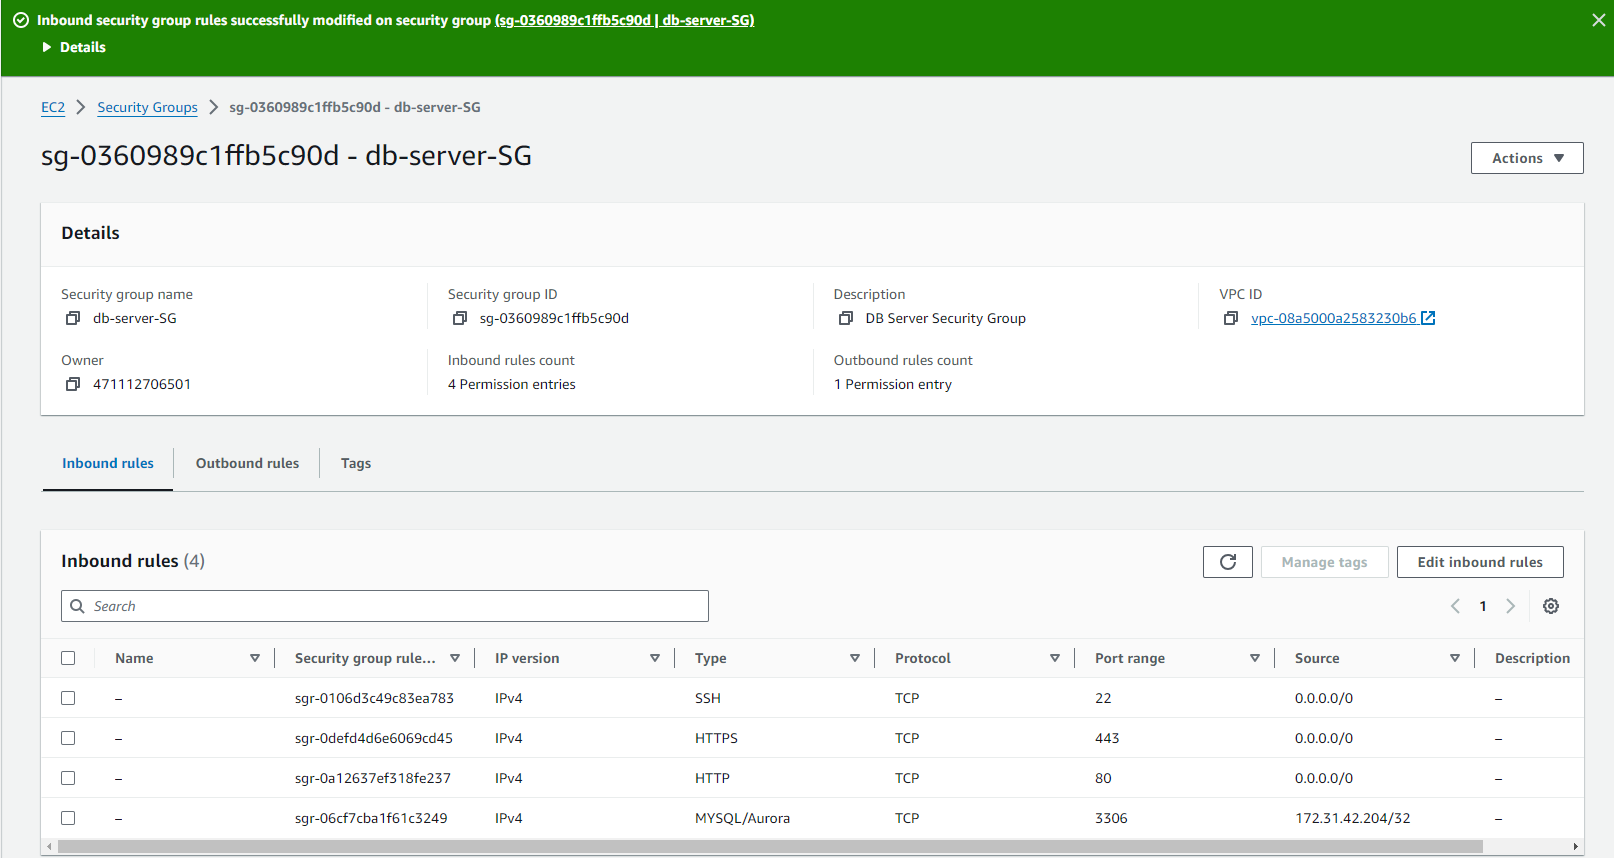 Inbound security group rules successfully modified on security group (sg-0360989c1ffb5c90d | db-server-SG)
Details
EC2 Security Groups sg-0360989c1ffb5c90d - db-server-SG
sg-0360989c1ffb5c90d - db-server-SG
Actions
Details
Security group name Security group ID Description VPC ID
db-server-SG sg-0360989c1ffb5c90d DB Server Security Group vpc-08a5000a2583230b6
Owner Inbound rules count Outbound rules count
471112706501 4 Permission entries 1 Permission entry
Inbound rules Outbound rules Tags
Inbound rules (4) Manage tags Edit inbound rules
Search 1
Name Security group rule... IP version Type Protocol Port range Source Description
– sgr-0106d3c49c83ea783 IPv4 SSH TCP 22 0.0.0.0/0 –
– sgr-0defd4d6e6069cd45 IPv4 HTTPS TCP 443 0.0.0.0/0 –
– sgr-0a12637ef318fe237 IPv4 HTTP TCP 80 0.0.0.0/0 –
– sgr-06cf7cba1f61c3249 IPv4 MYSQL/Aurora TCP 3306 172.31.42.204/32 –